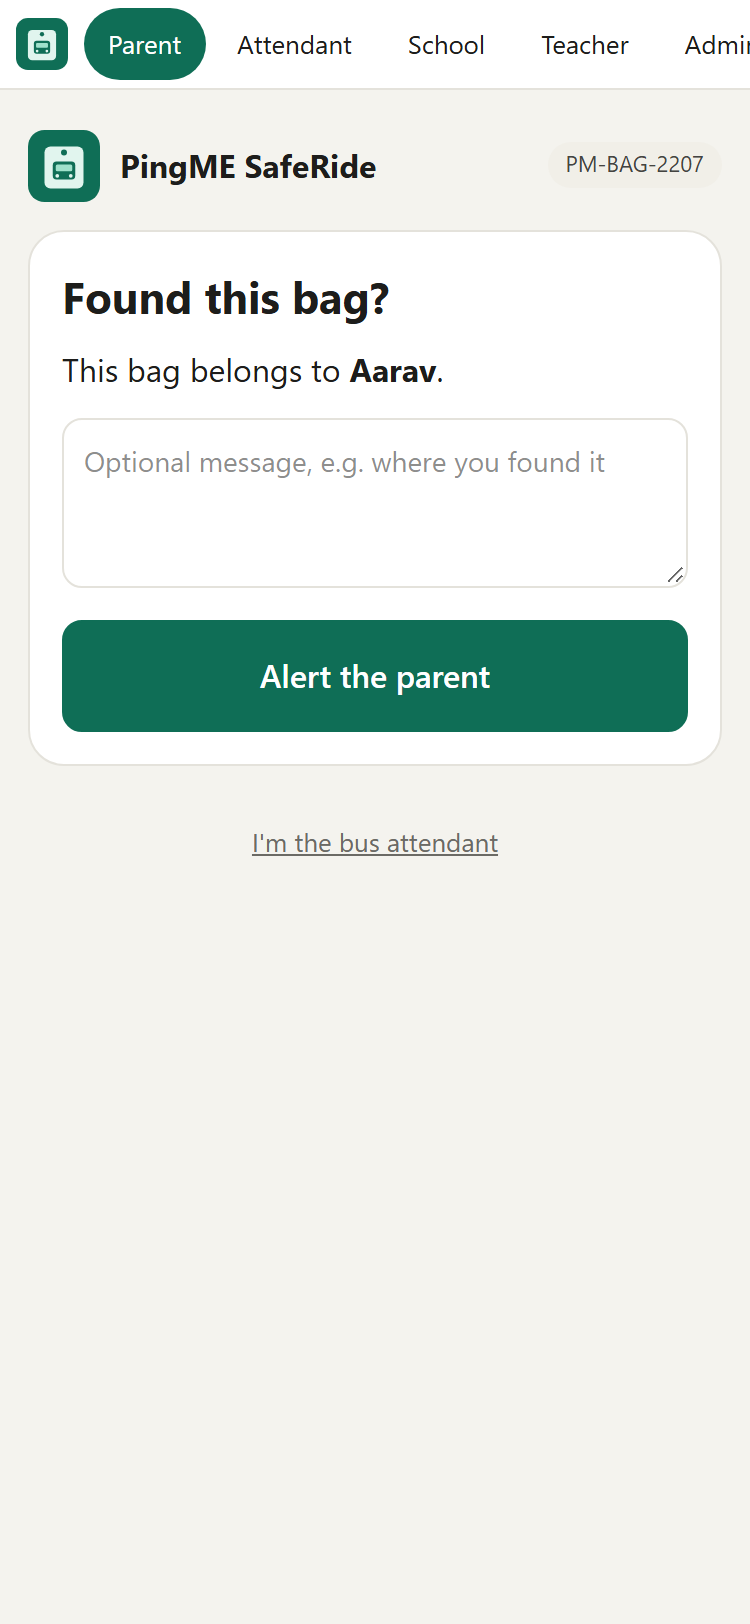 Parent Attendant School Teacher Admin
PingME SafeRide PM-BAG-2207
Found this bag?
This bag belongs to Aarav.
Optional message, e.g. where you found it
Alert the parent
I'm the bus attendant